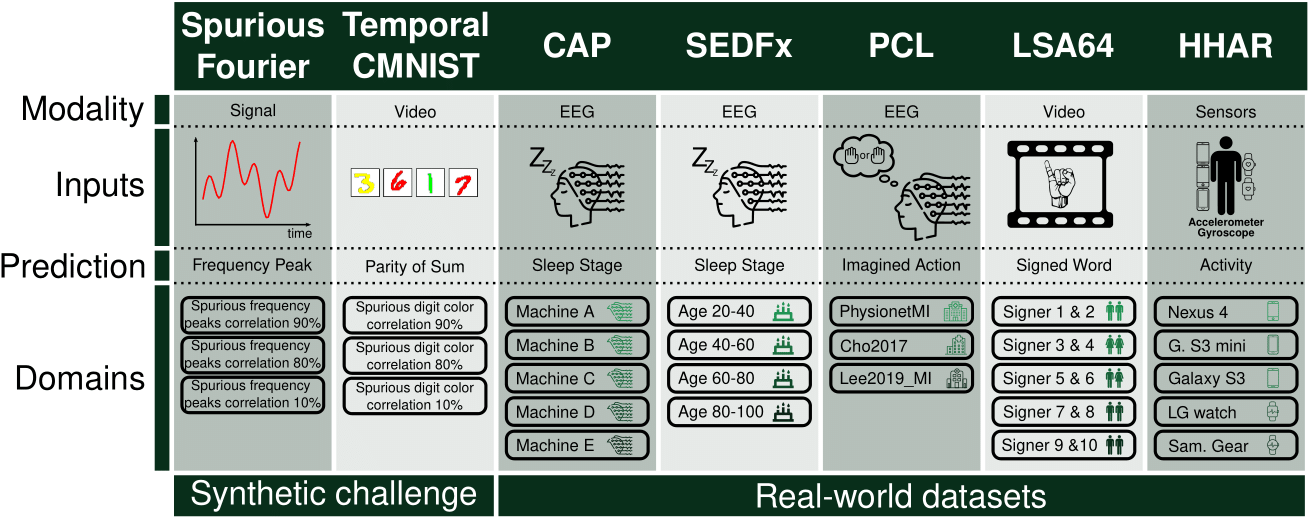 Spurious Fourier
Temporal CMNIST
CAP
SEDFx
PCL
LSA64
HHAR
Modality
Signal
Video
EEG
EEG
EEG
Video
Sensors
Inputs
time
3 6 1 7
Zzz
Zzz
or
Accelerometer
Gyroscope
Prediction
Frequency Peak
Parity of Sum
Sleep Stage
Sleep Stage
Imagined Action
Signed Word
Activity
Domains
Spurious frequency
peaks correlation 90%
Spurious frequency
peaks correlation 80%
Spurious frequency
peaks correlation 10%
Spurious digit color
correlation 90%
Spurious digit color
correlation 80%
Spurious digit color
correlation 10%
Machine A
Machine B
Machine C
Machine D
Machine E
Age 20-40
Age 40-60
Age 60-80
Age 80-100
PhysionetMI
Cho2017
Lee2019_MI
Signer 1 & 2
Signer 3 & 4
Signer 5 & 6
Signer 7 & 8
Signer 9 &10
Nexus 4
G. S3 mini
Galaxy S3
LG watch
Sam. Gear
Synthetic challenge
Real-world datasets